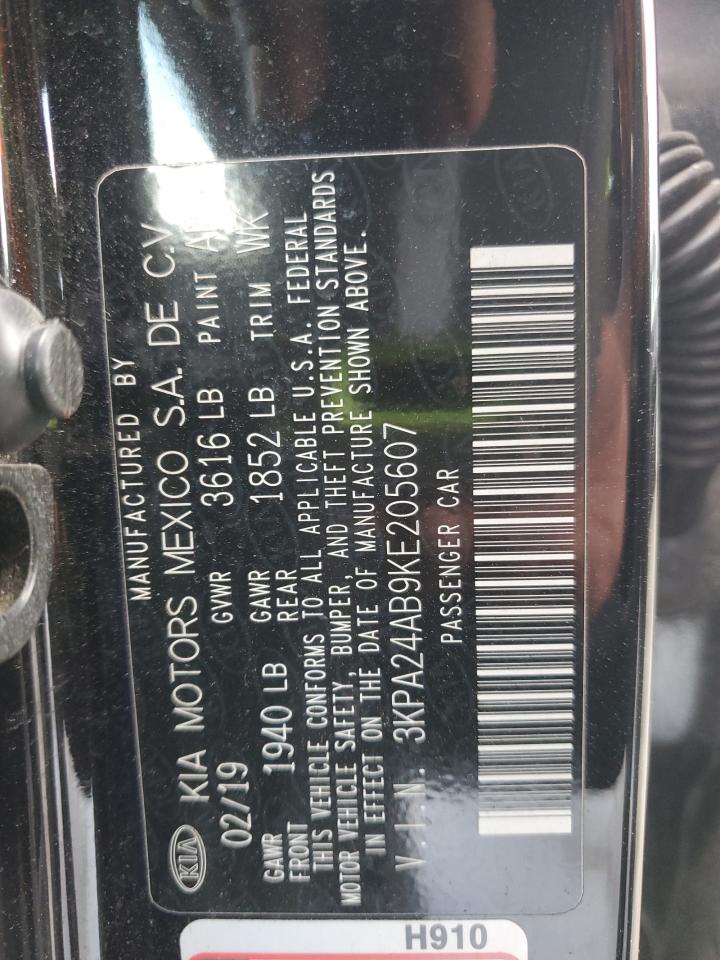 MANUFACTURED BY
KIA KIA MOTORS MEXICO S.A. DE C.V.
02/19 GVWR 3616 LB PAINT
GAWR FRONT 1940 LB GAWR REAR 1852 LB TRIM WK
THIS VEHICLE CONFORMS TO ALL APPLICABLE U.S.A. FEDERAL
MOTOR VEHICLE SAFETY, BUMPER, AND THEFT PREVENTION STANDARDS
IN EFFECT ON THE DATE OF MANUFACTURE SHOWN ABOVE.
V.I.N. 3KPA24AB9KE205607
PASSENGER CAR
H910